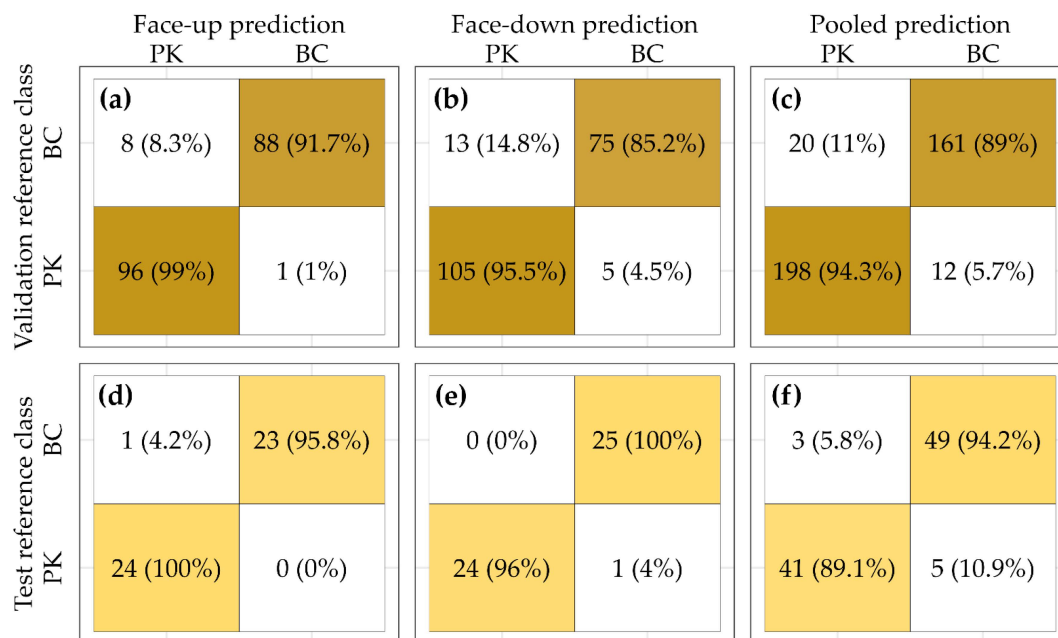 Face-up prediction Face-down prediction Pooled prediction
PK BC PK BC PK BC
Validation reference class
BC
(a) (b) (c)
8 (8.3%) 88 (91.7%) 13 (14.8%) 75 (85.2%) 20 (11%) 161 (89%)
PK
96 (99%) 1 (1%) 105 (95.5%) 5 (4.5%) 198 (94.3%) 12 (5.7%)
Test reference class
BC
(d) (e) (f)
1 (4.2%) 23 (95.8%) 0 (0%) 25 (100%) 3 (5.8%) 49 (94.2%)
PK
24 (100%) 0 (0%) 24 (96%) 1 (4%) 41 (89.1%) 5 (10.9%)